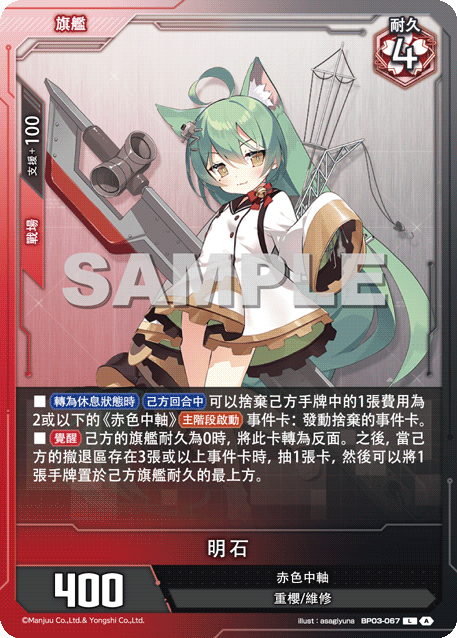 旗艦
耐久
4
支援+100
戰場
SAMPLE
■ 轉為休息狀態時 己方回合中 可以捨棄己方手牌中的1張費用為
2或以下的《赤色中軸》 主階段啟動 事件卡：發動捨棄的事件卡。
■ 覺醒 己方的旗艦耐久為0時, 將此卡轉為反面。之後, 當己
方的撤退區存在3張或以上事件卡時, 抽1張卡, 然後可以將1
張手牌置於己方旗艦耐久的最上方。
明石
400
赤色中軸
重櫻/維修
©Manjuu Co.,Ltd.& Yongshi Co.,Ltd.
illust : asagiyuna BP03-067 L A